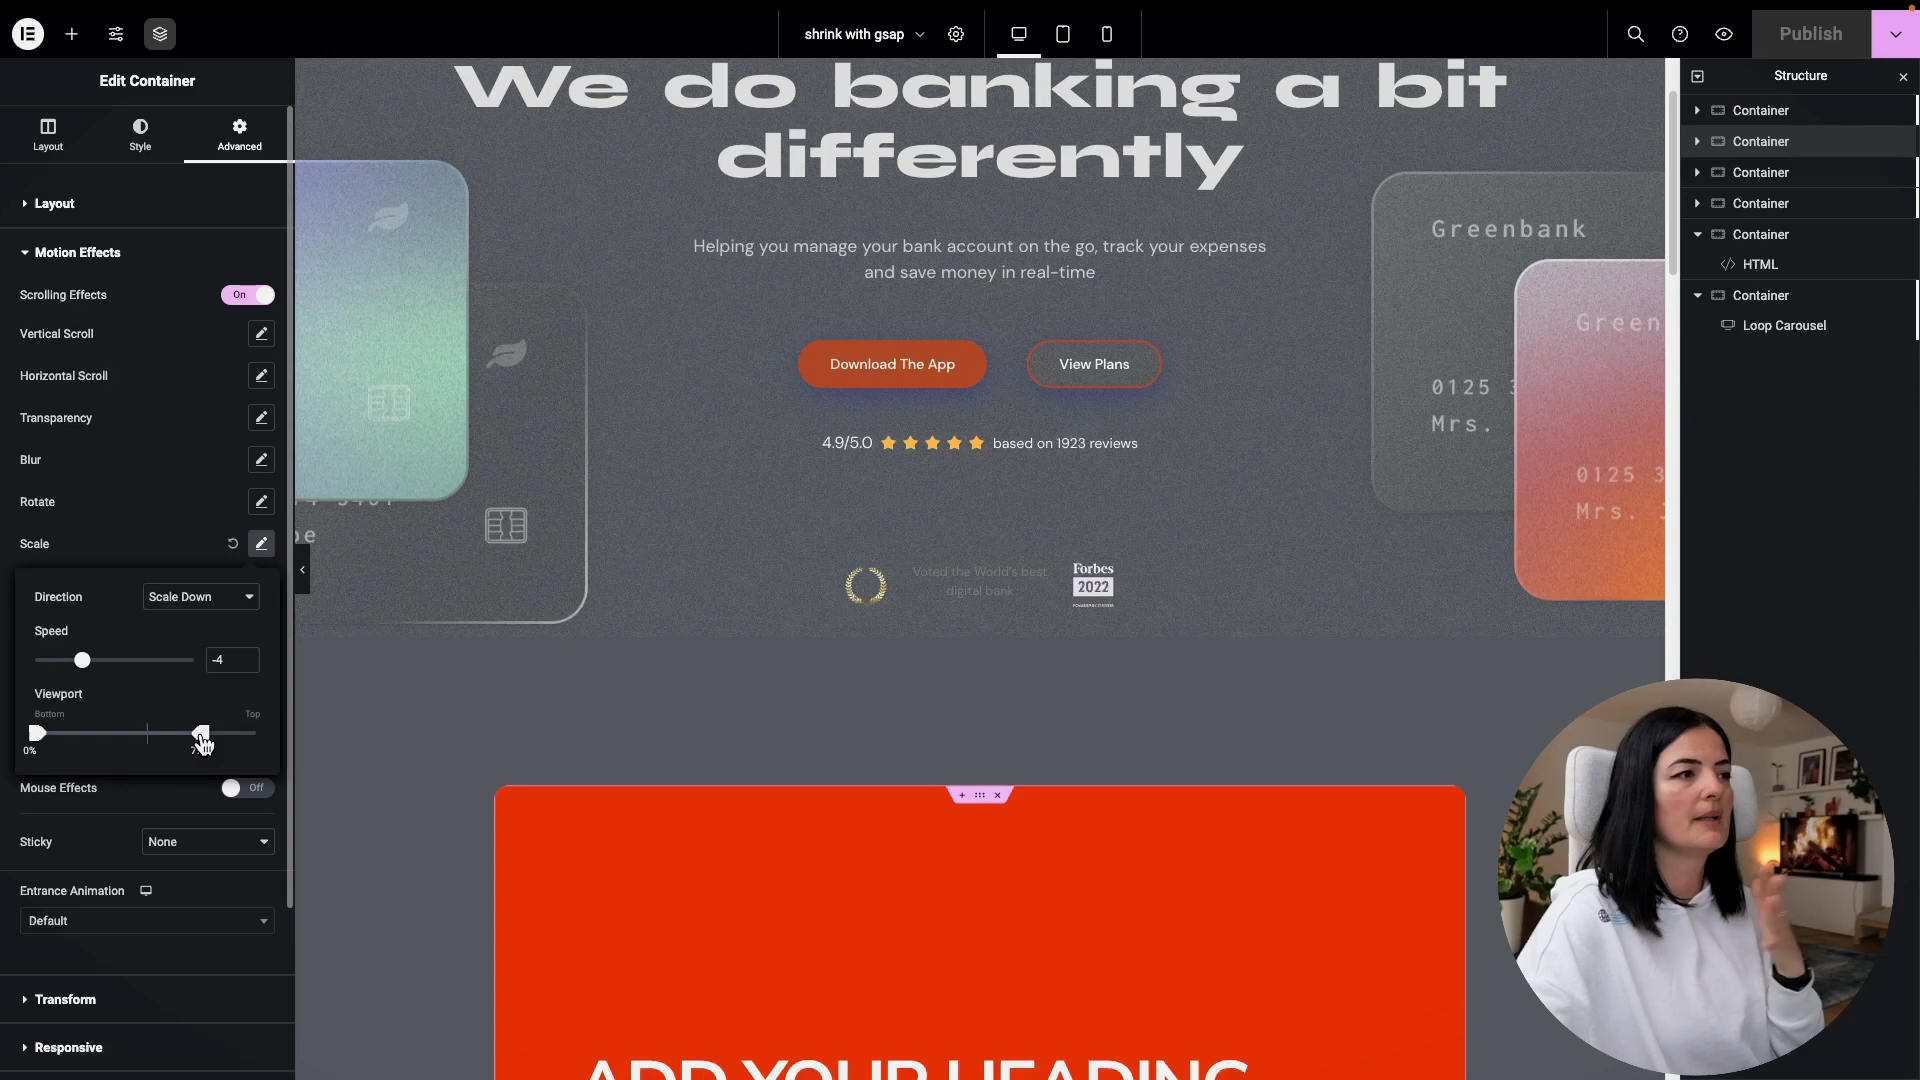 shrink with gsap
Publish
Edit Container
Layout
Style
Advanced
Layout
Motion Effects
Scrolling Effects
On
Vertical Scroll
Horizontal Scroll
Transparency
Blur
Rotate
Scale
Direction
Scale Down
Speed
-4
Viewport
Bottom
Top
0%
Mouse Effects
Off
Sticky
None
Entrance Animation
Default
Transform
Responsive
We do banking a bit
differently
Helping you manage your bank account on the go, track your expenses
and save money in real-time
Download The App
View Plans
4.9/5.0
based on 1923 reviews
Voted the World's best
digital bank
Forbes
2022
Greenbank
0125 3
Mrs.
Green
0125 3
Mrs.
ADD YOUR HEADING
Structure
Container
Container
Container
Container
Container
HTML
Container
Loop Carousel